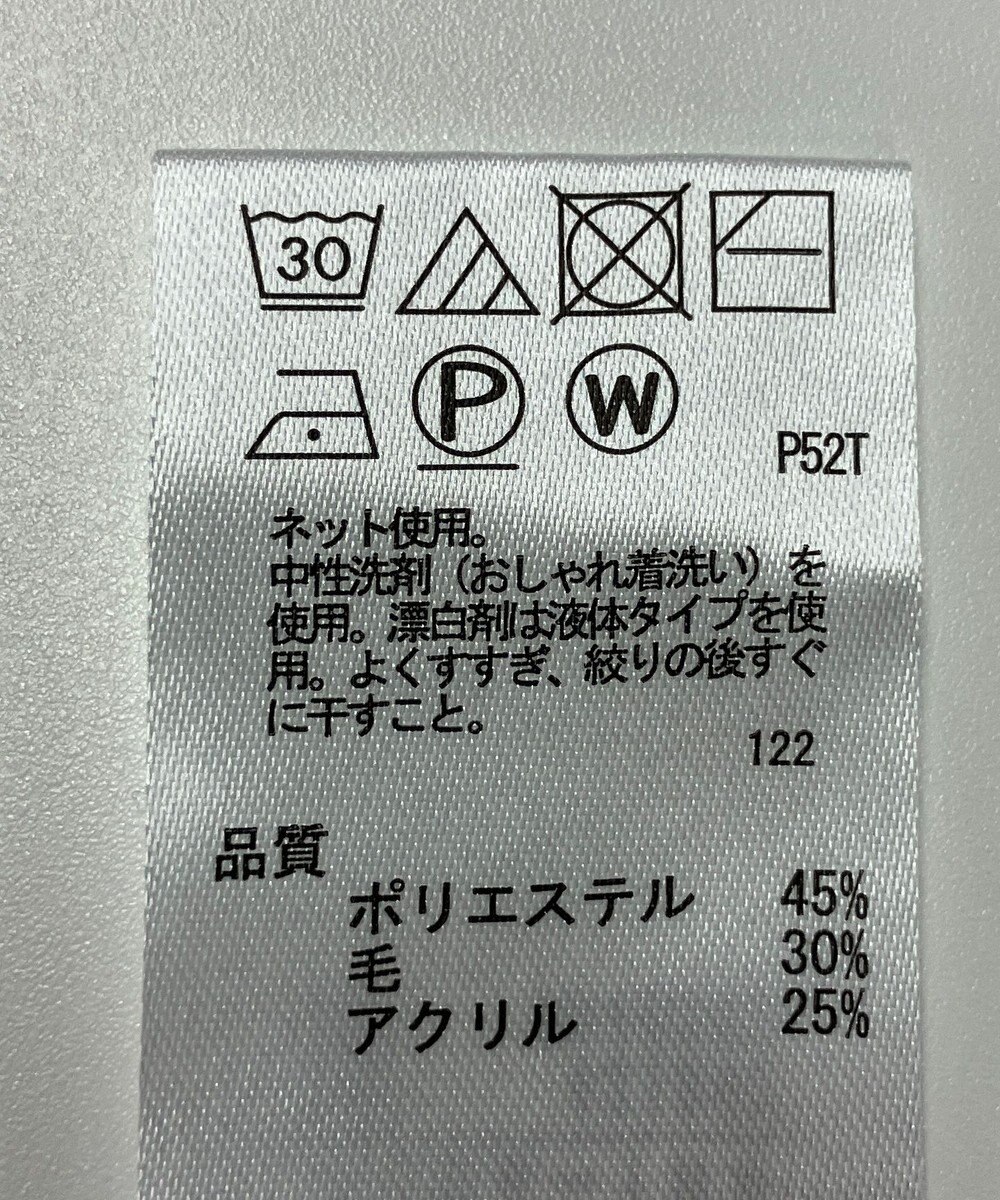 30
P W
P52T
ネット使用。
中性洗剤（おしゃれ着洗い）を
使用。漂白剤は液体タイプを使
用。よくすすぎ、絞りの後すぐ
に干すこと。
122
品質
ポリエステル 45%
毛 30%
アクリル 25%